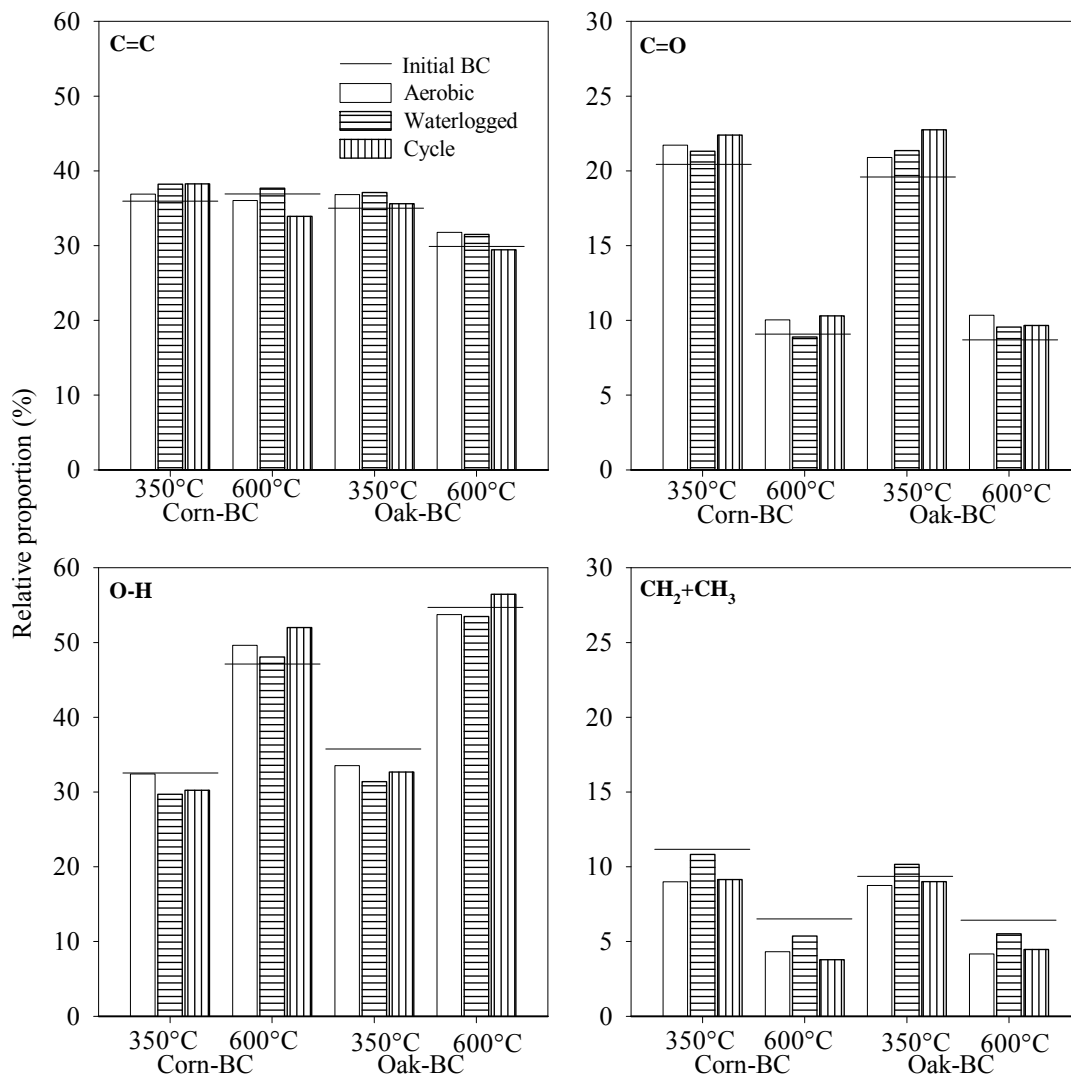 C=C
60
50
40
30
20
10
0
Initial BC
Aerobic
Waterlogged
Cycle
350°C 600°C 350°C 600°C
Corn-BC Oak-BC
C=O
30
25
20
15
10
5
0
350°C 600°C 350°C 600°C
Corn-BC Oak-BC
Relative proportion (%)
O-H
60
50
40
30
20
10
0
350°C 600°C 350°C 600°C
Corn-BC Oak-BC
CH₂+CH₃
30
25
20
15
10
5
0
350°C 600°C 350°C 600°C
Corn-BC Oak-BC